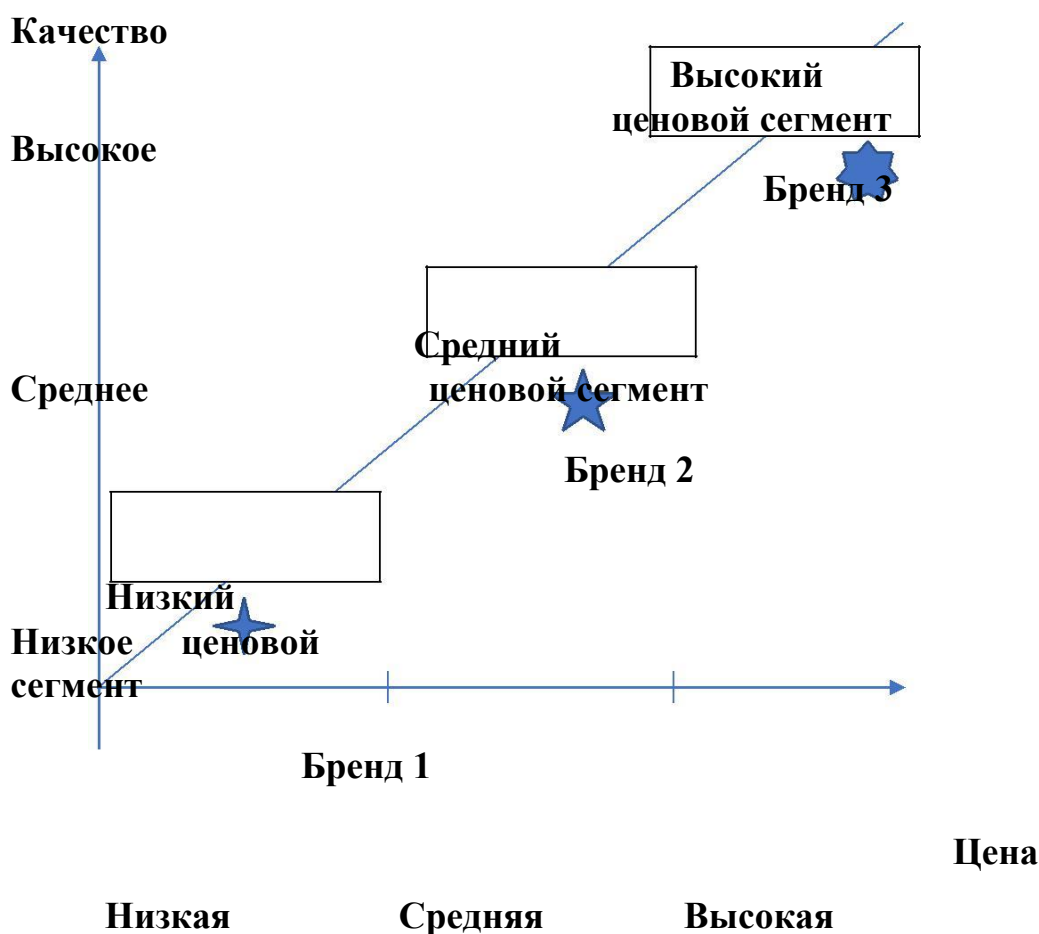 Качество
Высокий
ценовой сегмент
Высокое
Бренд 3
Средний
Среднее ценовой сегмент
Бренд 2
Низкий
Низкое ценовой
сегмент
Бренд 1
Цена
Низкая Средняя Высокая